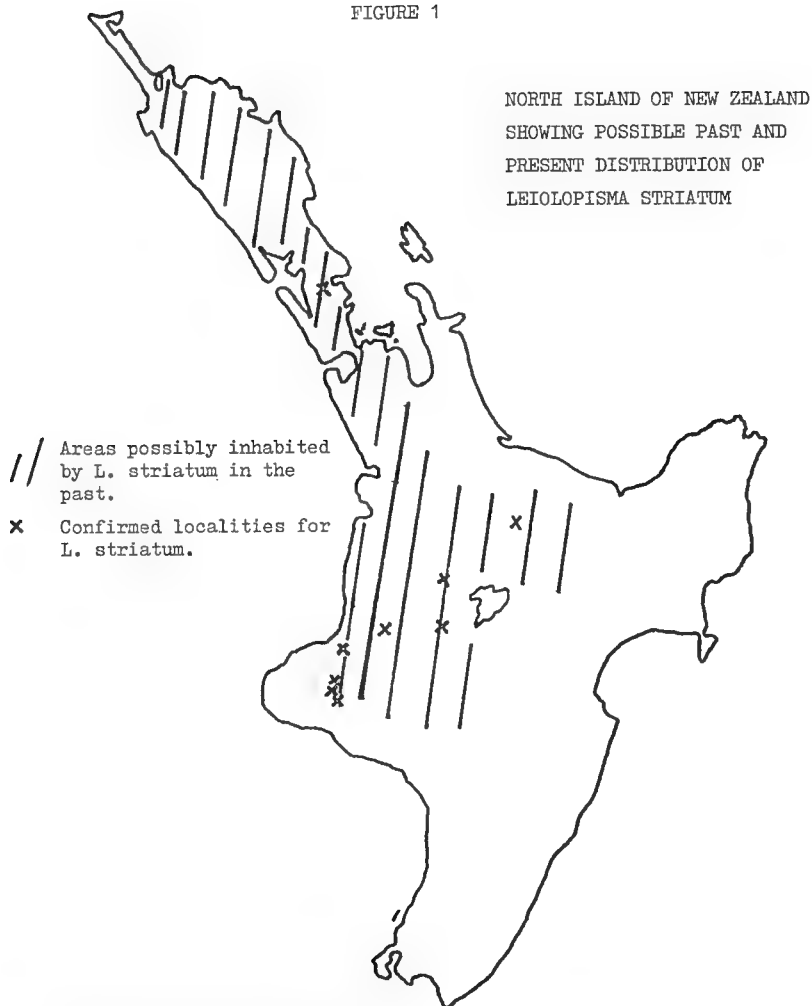 FIGURE 1
NORTH ISLAND OF NEW ZEALAND
SHOWING POSSIBLE PAST AND
PRESENT DISTRIBUTION OF
LEIOLOPISMA STRIATUM
// Areas possibly inhabited
by L. striatum in the
past.
x Confirmed localities for
L. striatum.